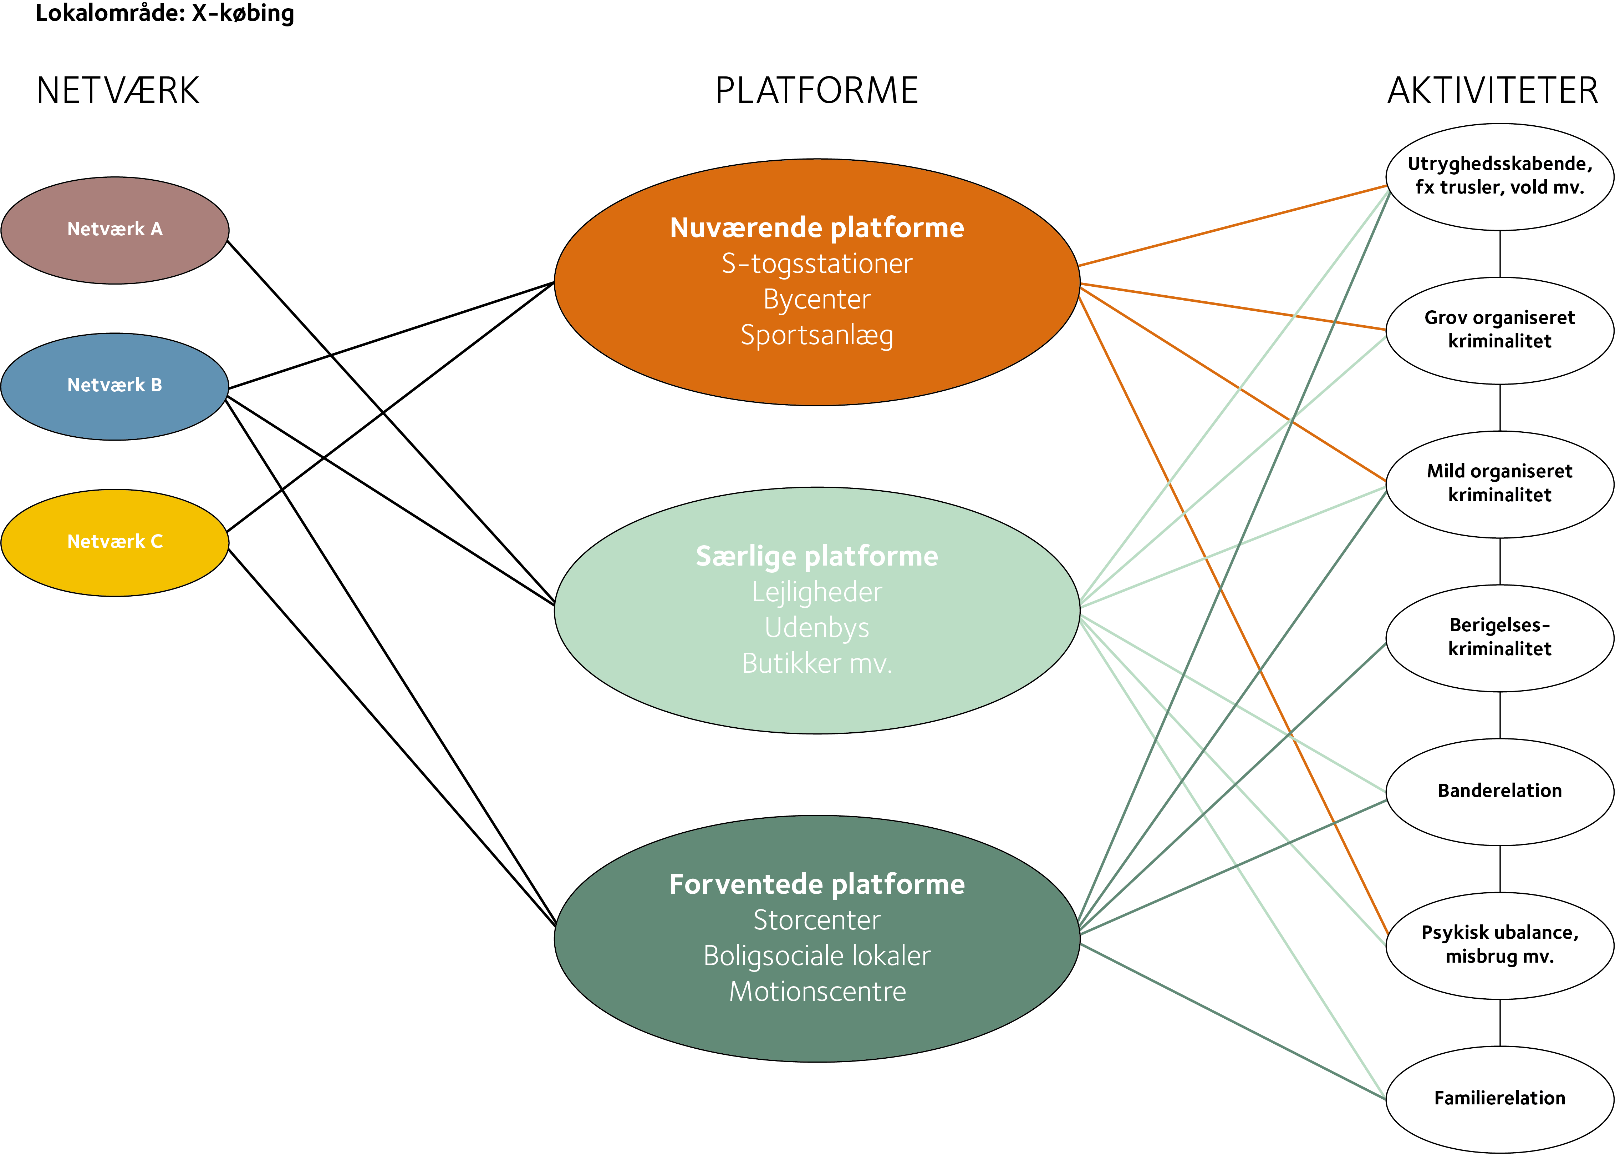 Lokalområde: X-købing
NETVÆRK
PLATFORME
AKTIVITETER
Netværk A
Netværk B
Netværk C
Nuværende platforme
S-togsstationer
Bycenter
Sportsanlæg
Særlige platforme
Lejligheder
Udenbys
Butikker mv.
Forventede platforme
Storcenter
Boligsociale lokaler
Motionscentre
Utryghedsskabende,
fx trusler, vold mv.
Grov organiseret
kriminalitet
Mild organiseret
kriminalitet
Berigelses-
kriminalitet
Banderelation
Psykisk ubalance,
misbrug mv.
Familierelation